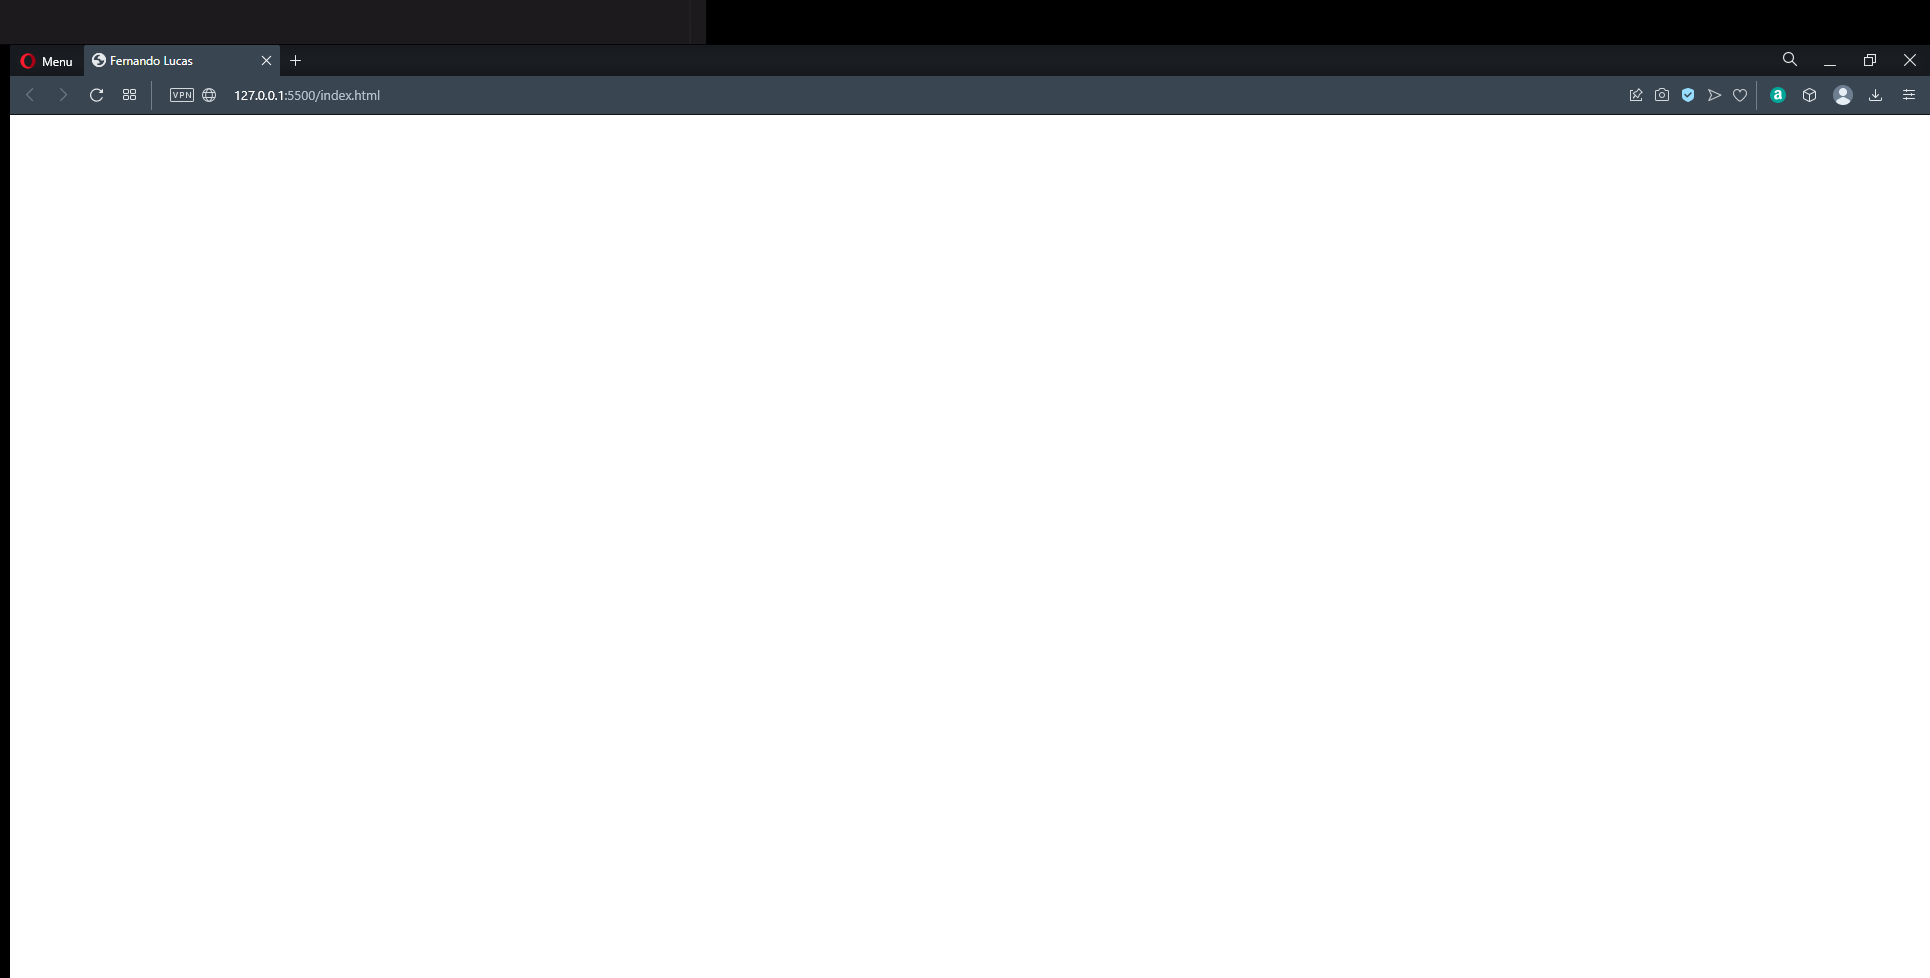 Menu
Fernando Lucas
VPN
127.0.0.1:5500/index.html
a